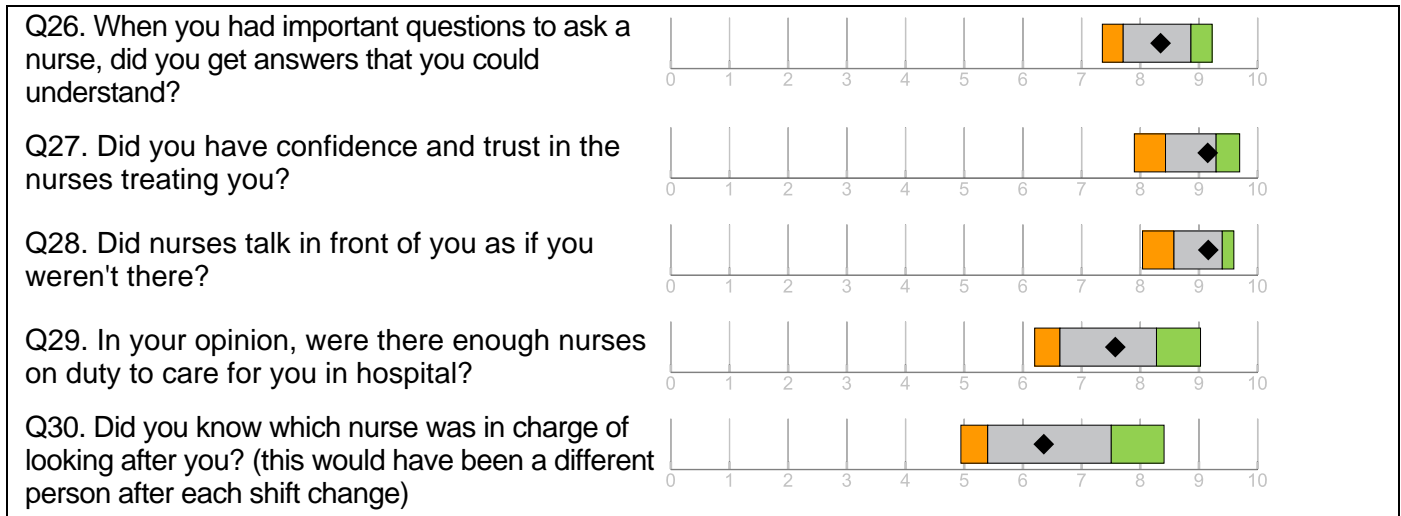 Q26. When you had important questions to ask a
nurse, did you get answers that you could
understand?
0 1 2 3 4 5 6 7 8 9 10
Q27. Did you have confidence and trust in the
nurses treating you?
0 1 2 3 4 5 6 7 8 9 10
Q28. Did nurses talk in front of you as if you
weren't there?
0 1 2 3 4 5 6 7 8 9 10
Q29. In your opinion, were there enough nurses
on duty to care for you in hospital?
0 1 2 3 4 5 6 7 8 9 10
Q30. Did you know which nurse was in charge of
looking after you? (this would have been a different
person after each shift change)
0 1 2 3 4 5 6 7 8 9 10